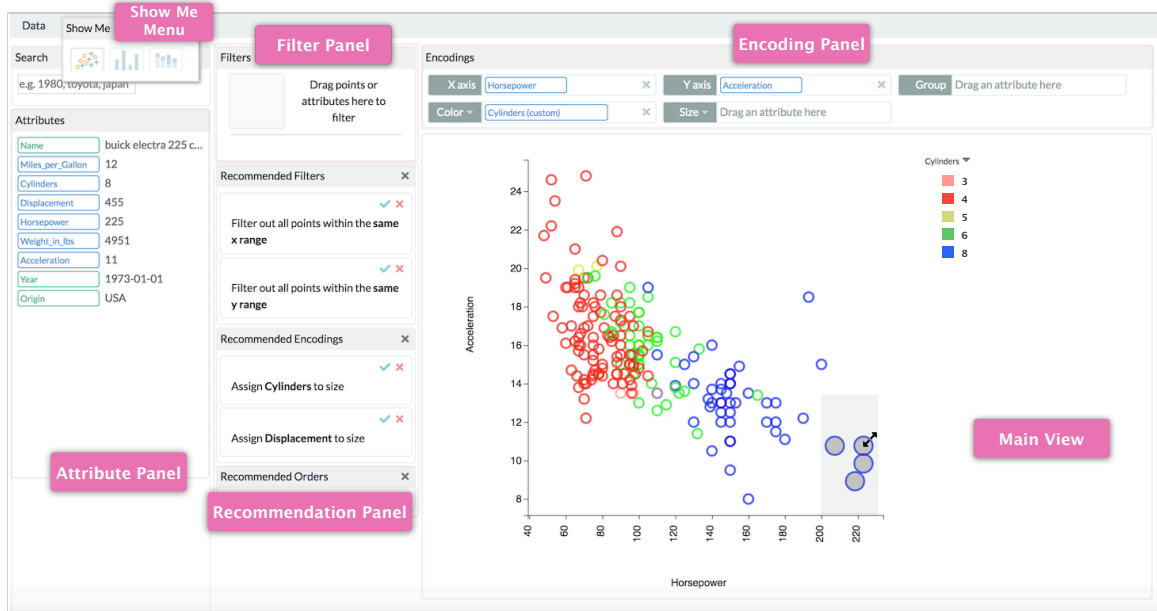 Data
Show Me
Show Me
Menu
Search
e.g. 1980, toyota, japan
Attributes
Name buick electra 225 c...
Miles_per_Gallon 12
Cylinders 8
Displacement 455
Horsepower 225
Weight_in_lbs 4951
Acceleration 11
Year 1973-01-01
Origin USA
Attribute Panel
Filters
Filter Panel
Drag points or
attributes here to
filter
Recommended Filters
Filter out all points within the same
x range
Filter out all points within the same
y range
Recommended Encodings
Assign Cylinders to size
Assign Displacement to size
Recommended Orders
Recommendation Panel
Encodings
Encoding Panel
X axis Horsepower Y axis Acceleration Group Drag an attribute here
Color Cylinders (custom) Size Drag an attribute here
Cylinders
3
4
5
6
8
24
22
20
18
16
14
12
10
8
Acceleration
40 60 80 100 120 140 160 180 200 220
Horsepower
Main View